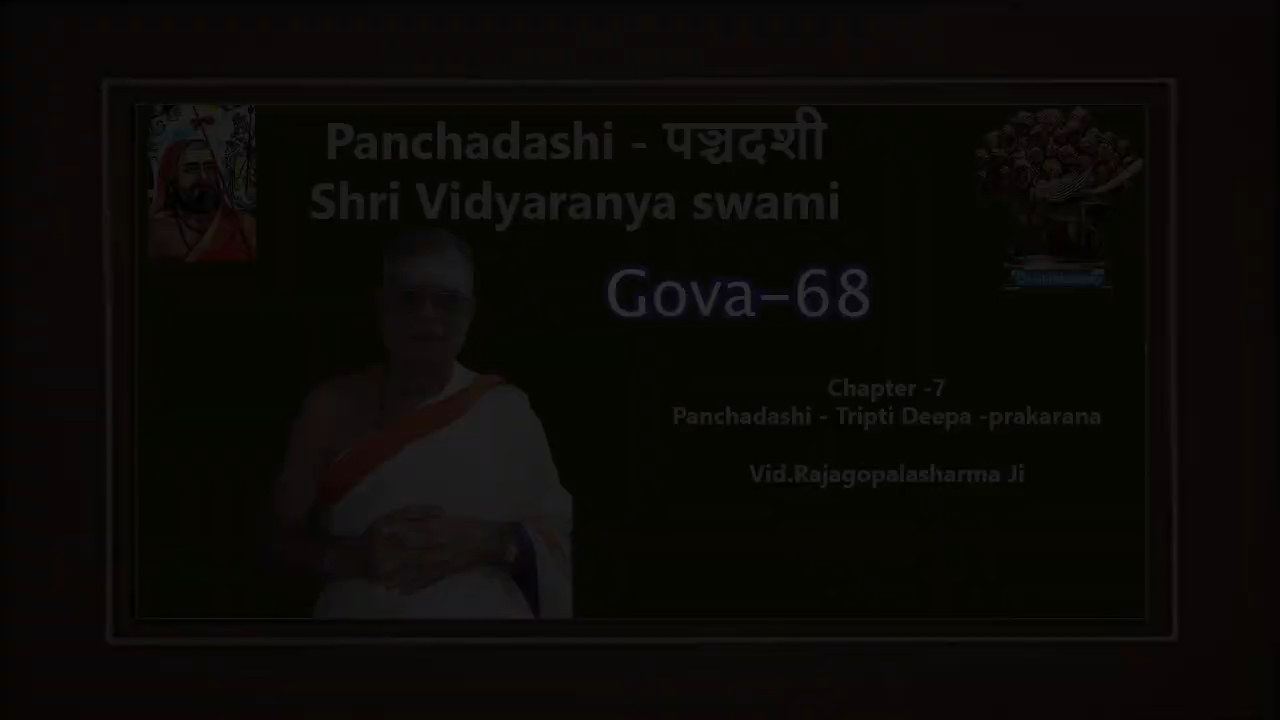 Panchadashi - पञ्चदशी
Shri Vidyaranya swami
Gova-68
Chapter -7
Panchadashi - Tripti Deepa -prakarana
Vid.Rajagopalasharma Ji